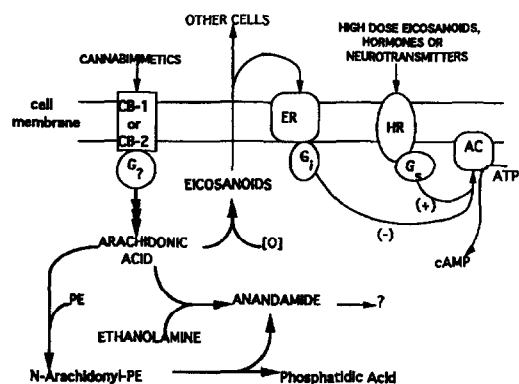 OTHER CELLS
HIGH DOSE EICOSANOIDS,
HORMONES OR
NEUROTRANSMITTERS
CANNABIMIMETICS
cell
membrane
CB-1
or
CB-2
ER
HR
AC
G?
Gi
Gs
ATP
EICOSANOIDS
(+)
(-)
ARACHIDONIC
ACID
[O]
cAMP
PE
ANANDAMIDE
?
ETHANOLAMINE
N-Arachidonyl-PE
Phosphatidic Acid